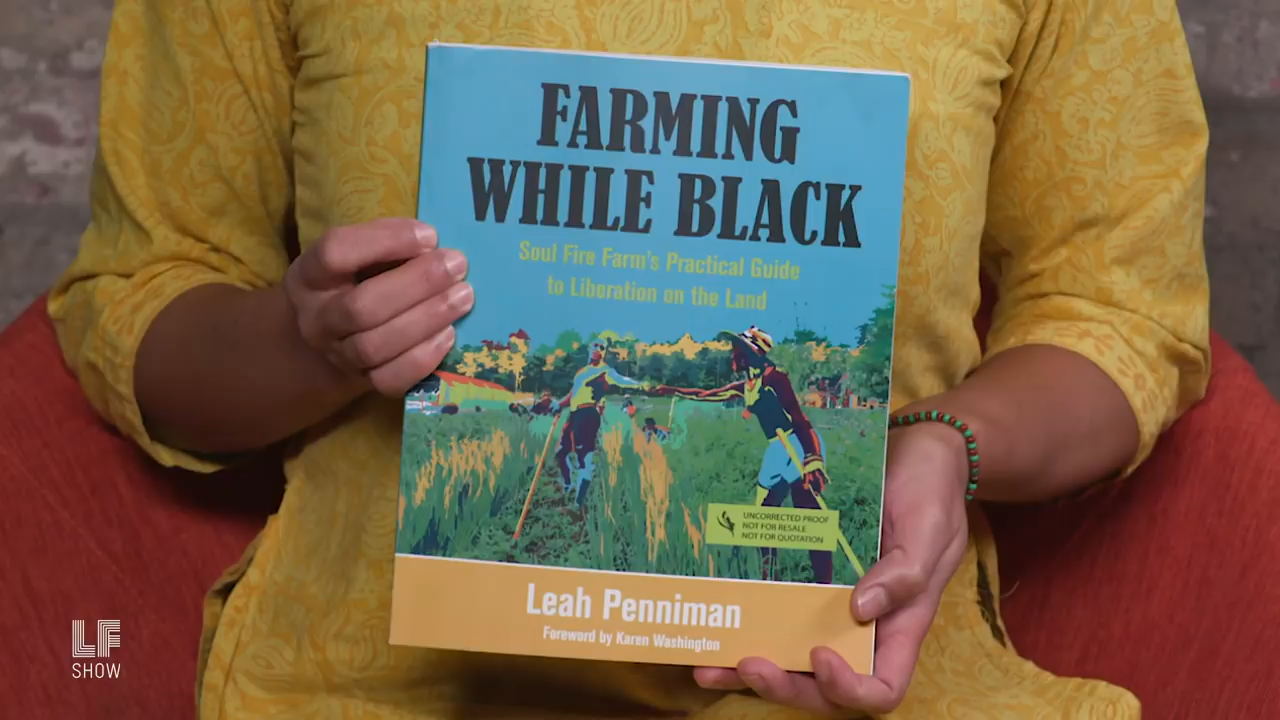 FARMING
WHILE BLACK
Soul Fire Farm's Practical Guide
to Liberation on the Land
UNCORRECTED PROOF
NOT FOR RESALE
NOT FOR QUOTATION
Leah Penniman
Foreword by Karen Washington
LF
SHOW